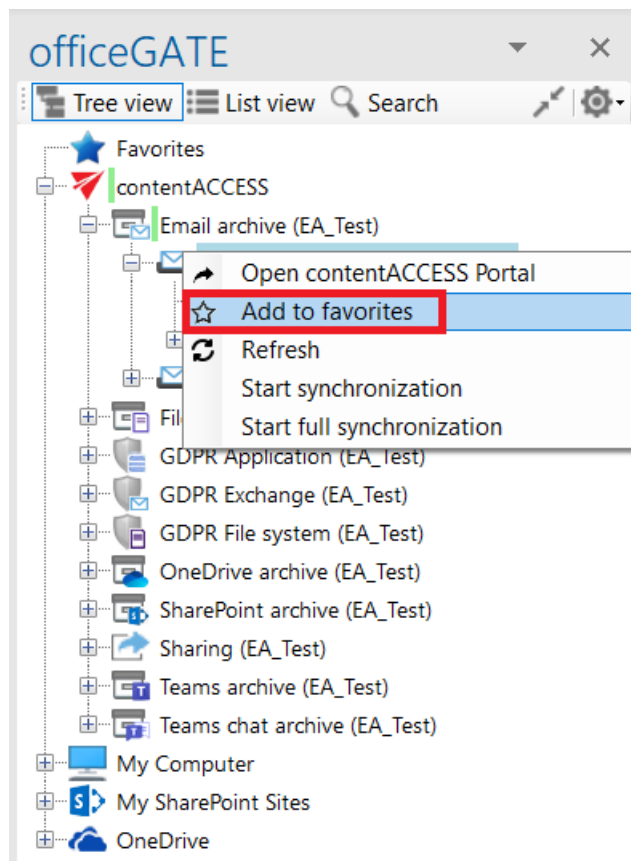 officeGATE
Tree view List view Search
Favorites
contentACCESS
Email archive (EA_Test)
Open contentACCESS Portal
Add to favorites
Refresh
Start synchronization
Start full synchronization
GDPR Application (EA_Test)
GDPR Exchange (EA_Test)
GDPR File system (EA_Test)
OneDrive archive (EA_Test)
SharePoint archive (EA_Test)
Sharing (EA_Test)
Teams archive (EA_Test)
Teams chat archive (EA_Test)
My Computer
My SharePoint Sites
OneDrive